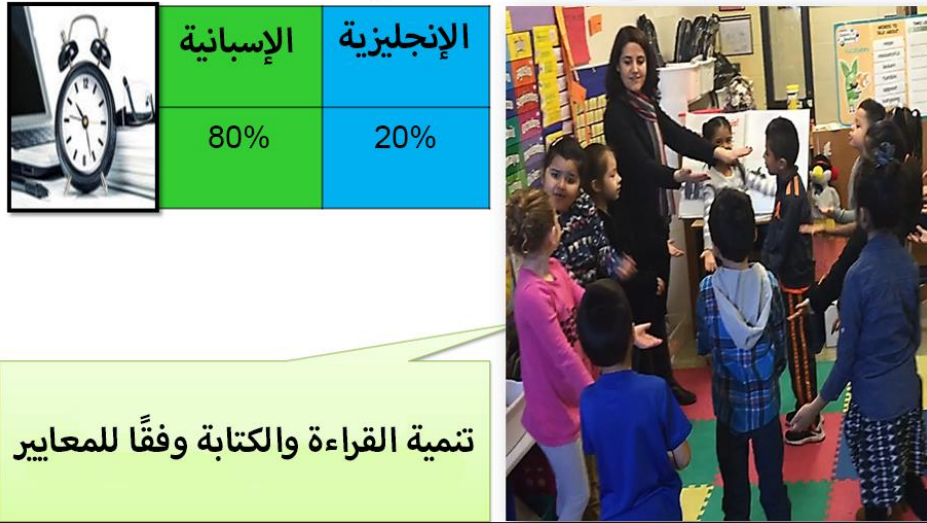 الإنجليزية الإسبانية
20% 80%
تنمية القراءة والكتابة وفقًا للمعايير